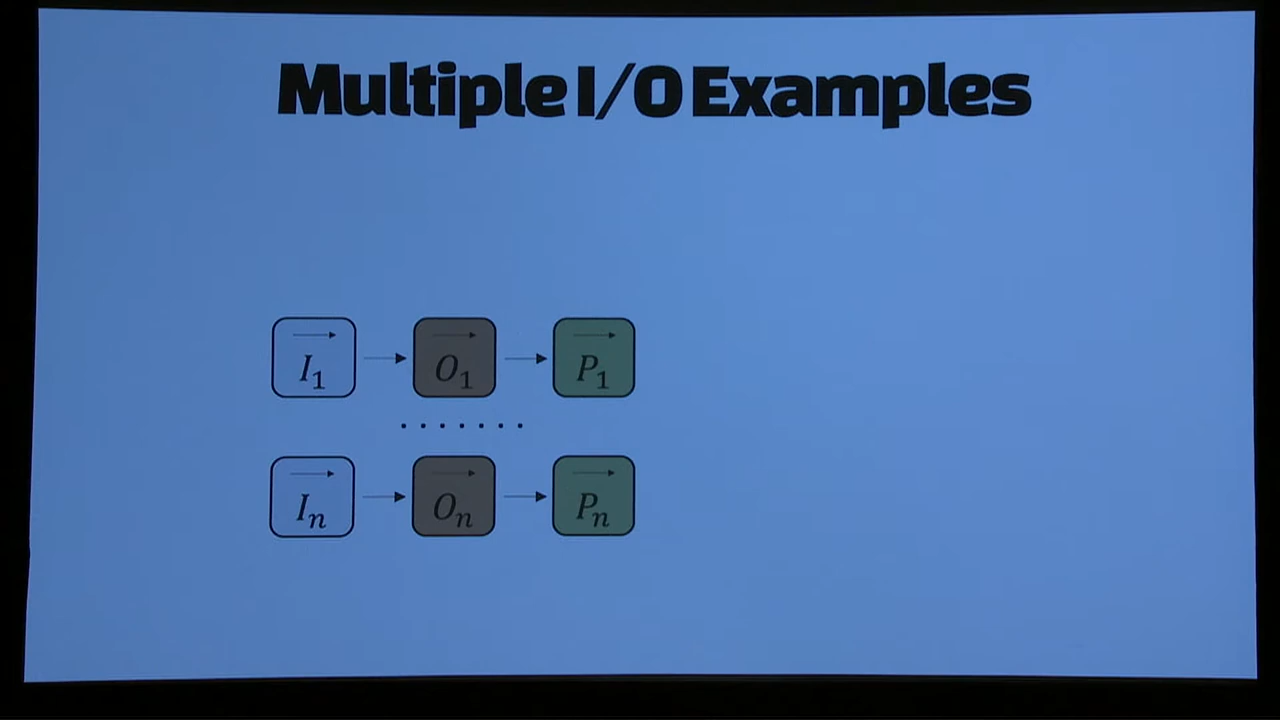 Multiple I/O Examples
I₁ O₁ P₁
.......
Iₙ Oₙ Pₙ